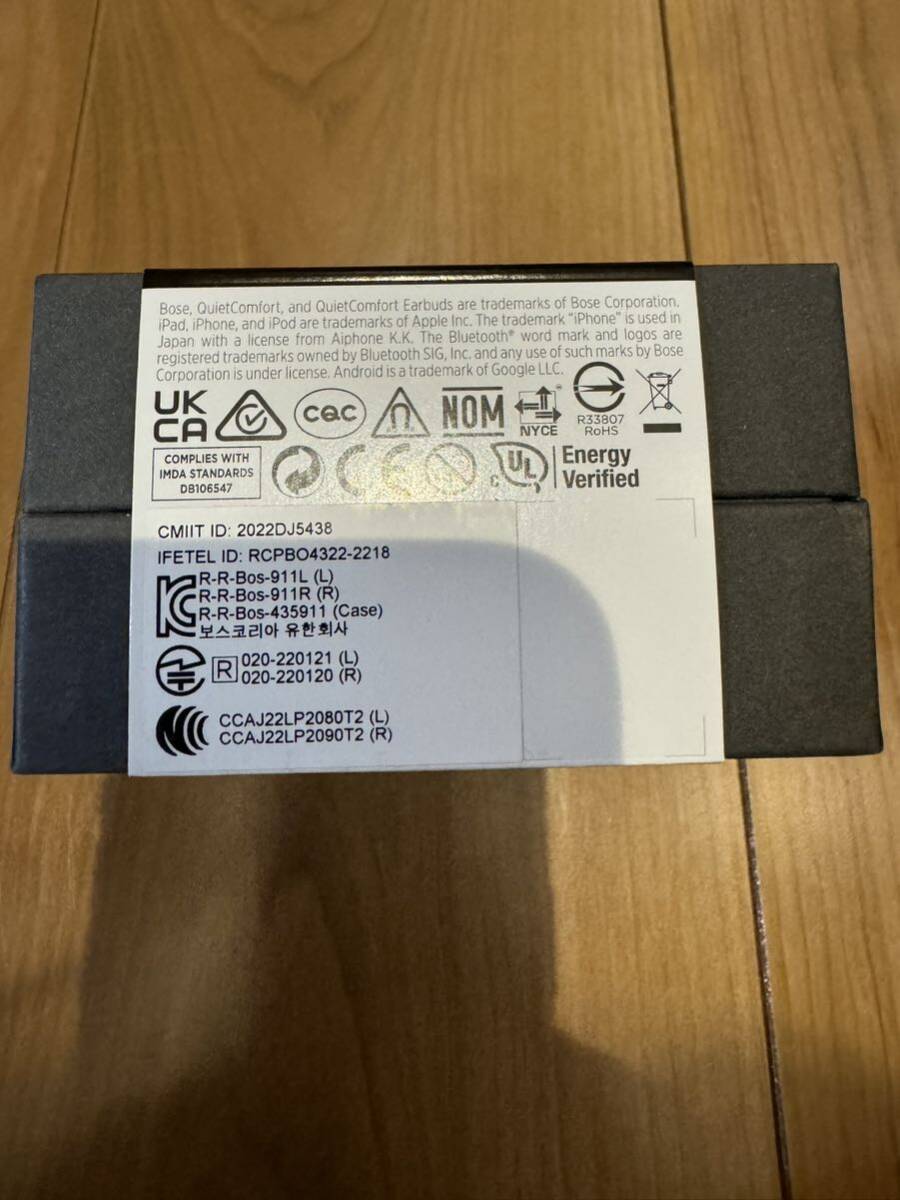 Bose, QuietComfort, and QuietComfort Earbuds are trademarks of Bose Corporation.
iPad, iPhone, and iPod are trademarks of Apple Inc. The trademark “iPhone” is used in
Japan with a license from Aiphone K.K. The Bluetooth® word mark and logos are
registered trademarks owned by Bluetooth SIG, Inc. and any use of such marks by Bose
Corporation is under license. Android is a trademark of Google LLC.
UK
CA
CQC
NOM
NYCE
R33807
RoHS
COMPLIES WITH
IMDA STANDARDS
DB106547
CE
C UL
Energy
Verified
CMIIT ID: 2022DJ5438
IFETEL ID: RCPBO4322-2218
R-R-Bos-911L (L)
R-R-Bos-911R (R)
R-R-Bos-435911 (Case)
보스코리아 유한회사
R 020-220121 (L)
020-220120 (R)
CCAJ22LP2080T2 (L)
CCAJ22LP2090T2 (R)